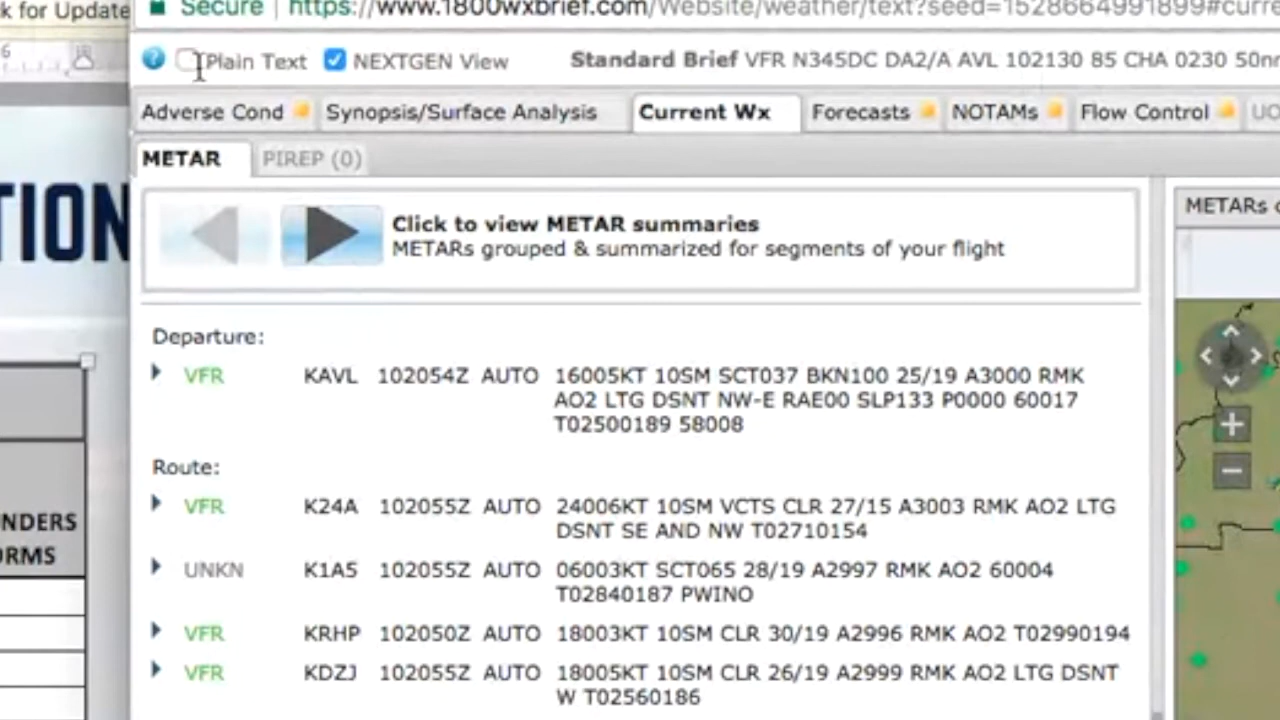 k for Update
Secure https://www.1800wxbrief.com/Website/weather/text?seed=1528664991899#curre
6
Plain Text NEXTGEN View Standard Brief VFR N345DC DA2/A AVL 102130 85 CHA 0230 50nm
Adverse Cond Synopsis/Surface Analysis Current Wx Forecasts NOTAMs Flow Control UO
METAR PIREP (0)
TION
Click to view METAR summaries
METARs grouped & summarized for segments of your flight
METARs
Departure:
VFR KAVL 102054Z AUTO 16005KT 10SM SCT037 BKN100 25/19 A3000 RMK
AO2 LTG DSNT NW-E RAE00 SLP133 P0000 60017
T02500189 58008
Route:
VFR K24A 102055Z AUTO 24006KT 10SM VCTS CLR 27/15 A3003 RMK AO2 LTG
DSNT SE AND NW T02710154
UNKN K1A5 102055Z AUTO 06003KT SCT065 28/19 A2997 RMK AO2 60004
T02840187 PWINO
VFR KRHP 102050Z AUTO 18003KT 10SM CLR 30/19 A2996 RMK AO2 T02990194
VFR KDZJ 102055Z AUTO 18005KT 10SM CLR 26/19 A2999 RMK AO2 LTG DSNT
W T02560186
NDERS
ORMS